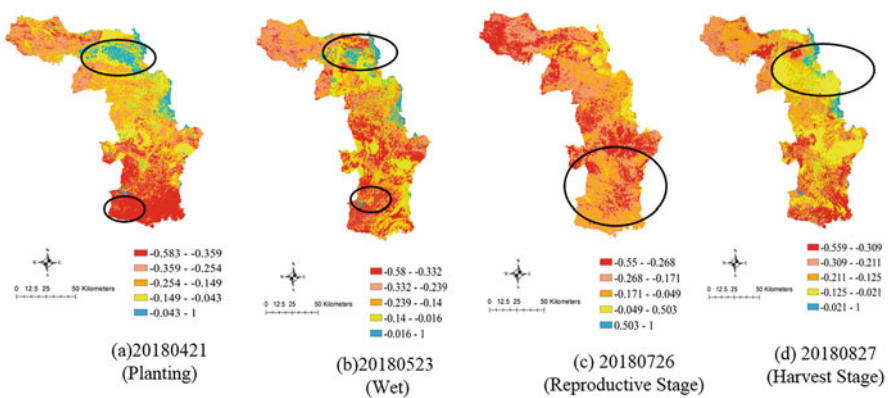 N
W E
S
0 12.5 25 50 Kilometers
-0.583 - -0.359
-0.359 - -0.254
-0.254 - -0.149
-0.149 - -0.043
-0.043 - 1
(a)20180421
(Planting)
N
W E
S
0 12.5 25 50 Kilometers
-0.58 - -0.332
-0.332 - -0.239
-0.239 - -0.14
-0.14 - -0.016
-0.016 - 1
(b)20180523
(Wet)
N
W E
S
0 12.5 25 50 Kilometers
-0.55 - -0.268
-0.268 - -0.171
-0.171 - -0.049
-0.049 - 0.503
0.503 - 1
(c) 20180726
(Reproductive Stage)
N
W E
S
0 12.5 25 50 Kilometers
-0.559 - -0.309
-0.309 - -0.211
-0.211 - -0.125
-0.125 - -0.021
-0.021 - 1
(d) 20180827
(Harvest Stage)